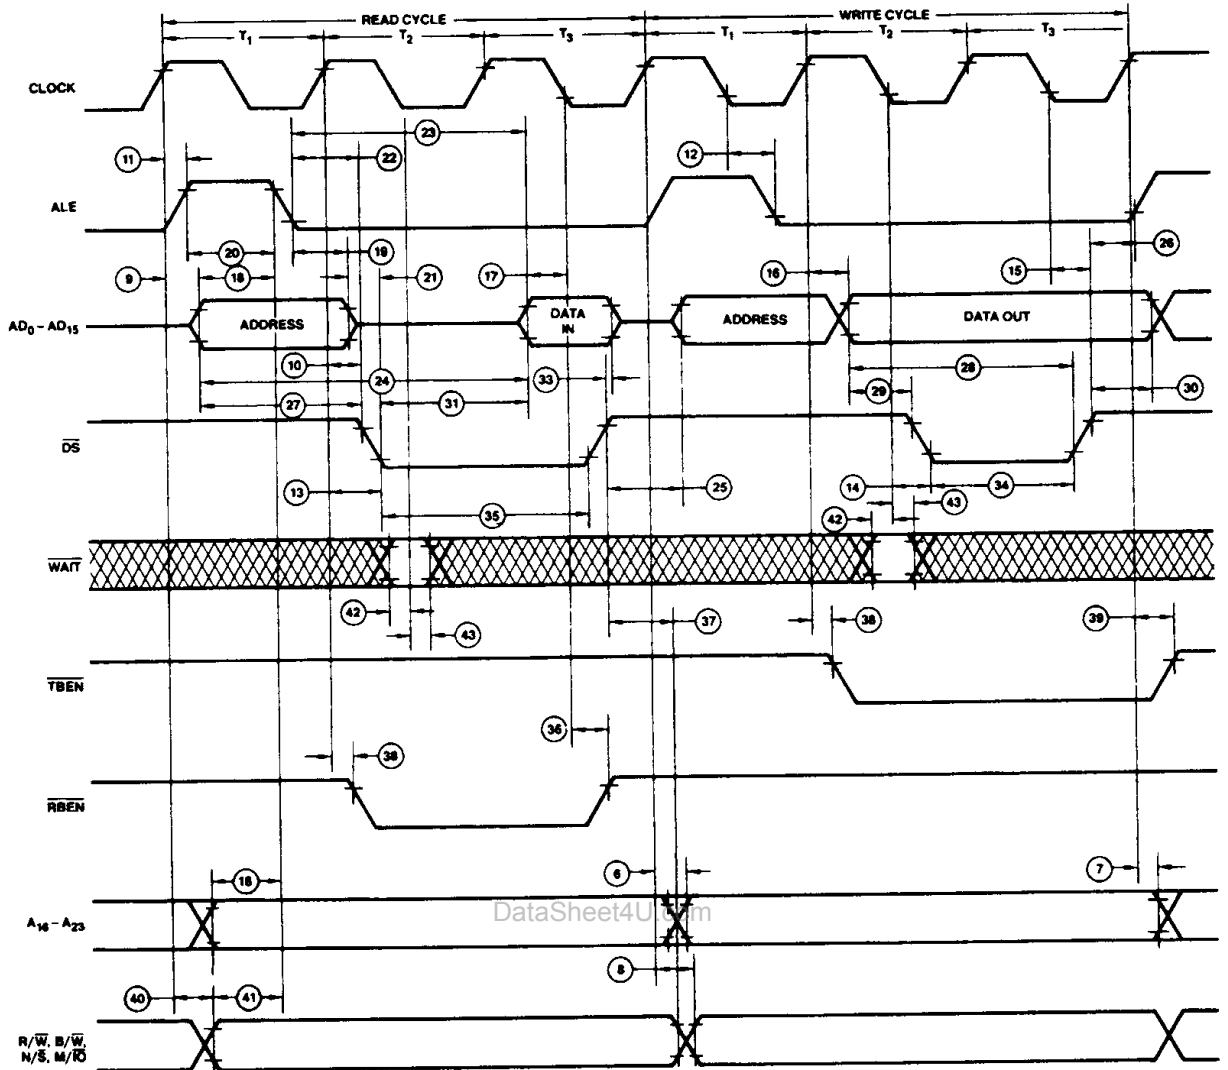 READ CYCLE
WRITE CYCLE
T1 T2 T3 T1 T2 T3
CLOCK
23
11 22 12
ALE
20 19 26
9 18 21 17 16 15
AD0 – AD15
ADDRESS
DATA IN
ADDRESS
DATA OUT
10 24 33 28
27 31 29 30
DS
13 25 14 34
35 42 43
WAIT
42 43
37 38 39
TBEN
36
38
RBEN
18 6 7
A16 – A23
DataSheet4U.com
8
40 41
R/W, B/W,
N/S, M/IO